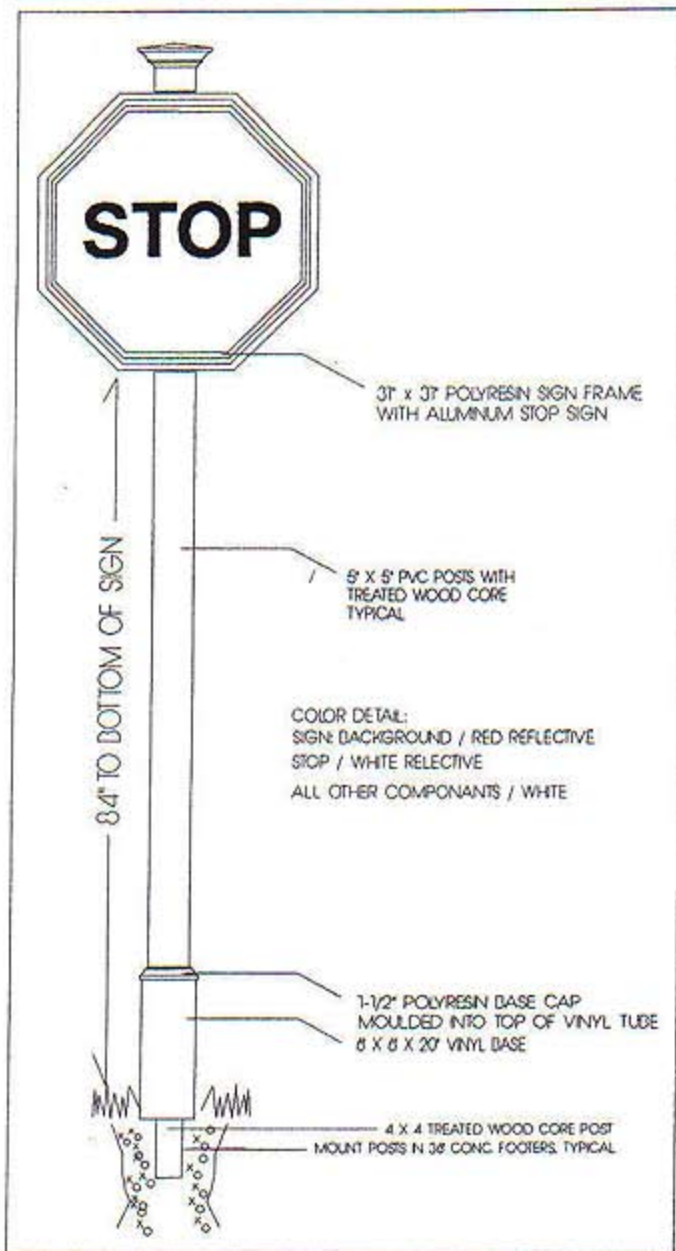 STOP
31" x 31" POLYRESIN SIGN FRAME
WITH ALUMINUM STOP SIGN
84" TO BOTTOM OF SIGN
5" X 5" PVC POSTS WITH
TREATED WOOD CORE
TYPICAL
COLOR DETAIL:
SIGN: BACKGROUND / RED REFLECTIVE
STOP / WHITE RELECTIVE
ALL OTHER COMPONANTS / WHITE
1-1/2" POLYRESIN BASE CAP
MOULDED INTO TOP OF VINYL TUBE
6 X 6 X 20" VINYL BASE
4 X 4 TREATED WOOD CORE POST
MOUNT POSTS IN 36" CONC. FOOTERS, TYPICAL